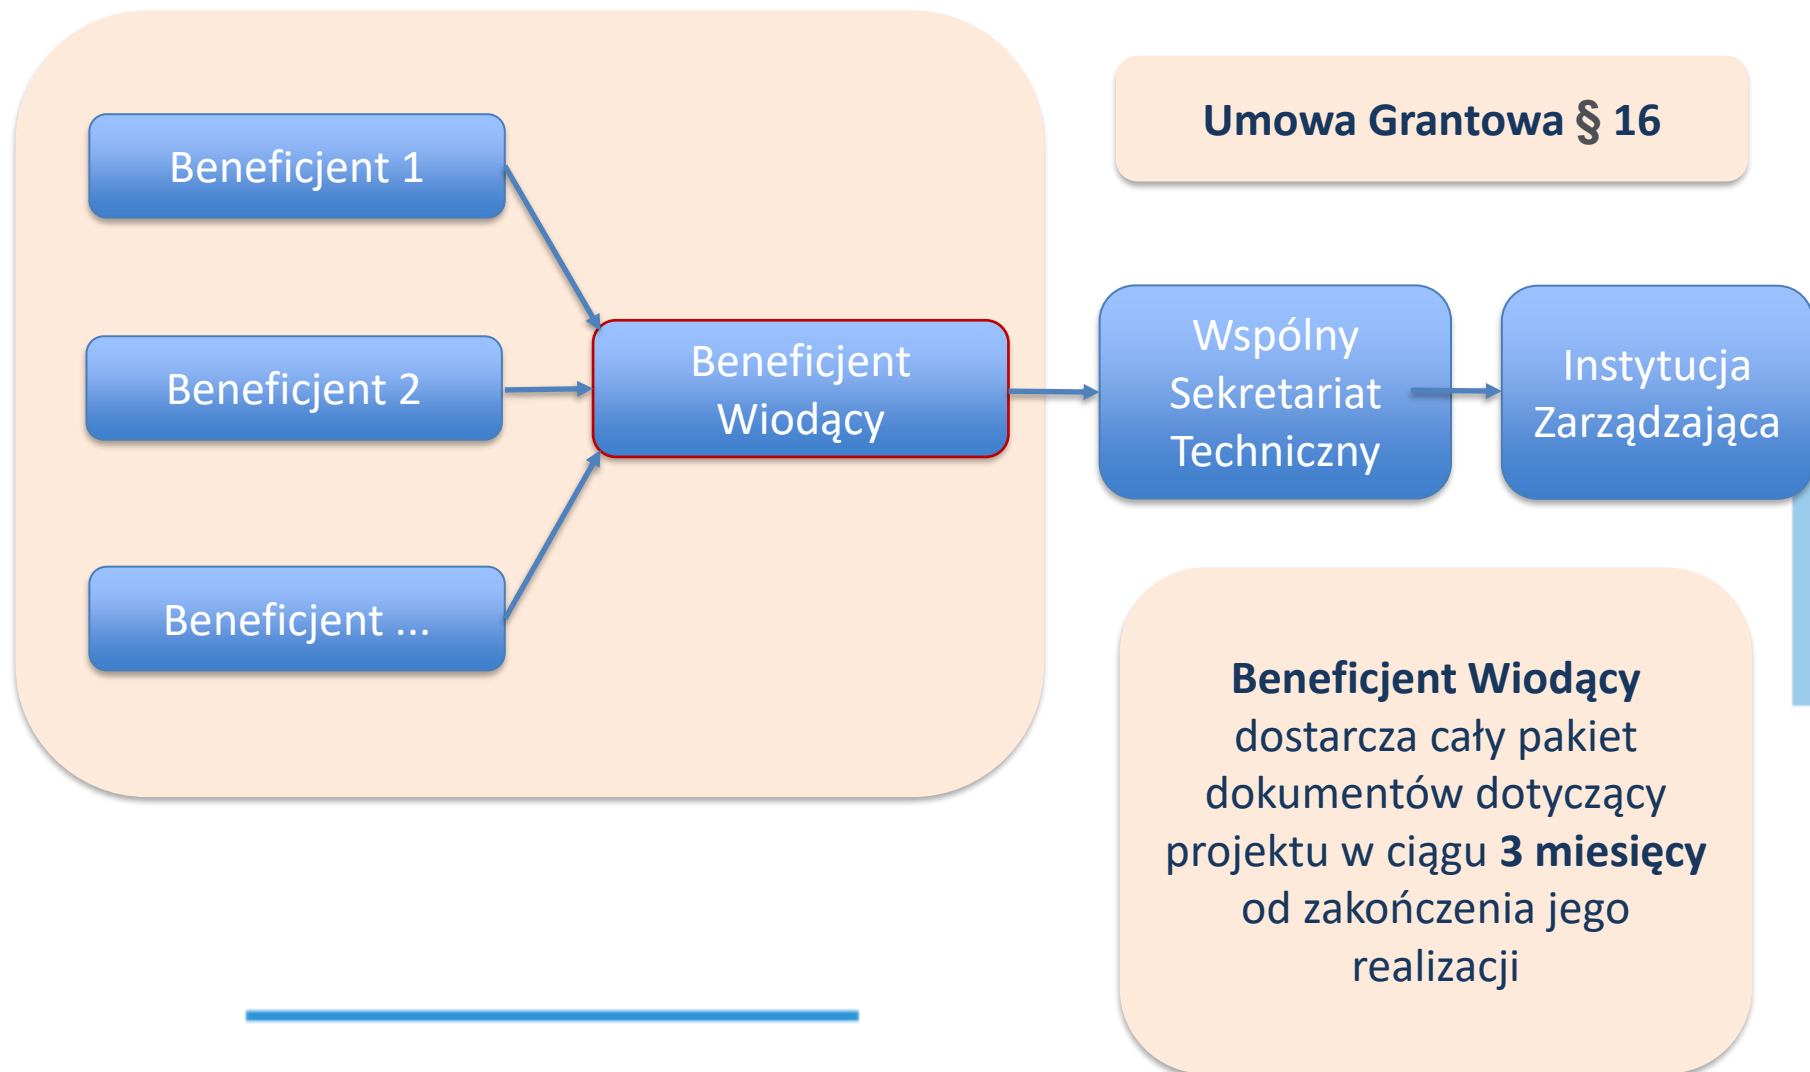 Umowa Grantowa § 16
Beneficjent 1
Beneficjent 2
Beneficjent ...
Beneficjent
Wiodący
Wspólny
Sekretariat
Techniczny
Instytucja
Zarządzająca
Beneficjent Wiodący
dostarcza cały pakiet
dokumentów dotyczący
projektu w ciągu 3 miesięcy
od zakończenia jego
realizacji